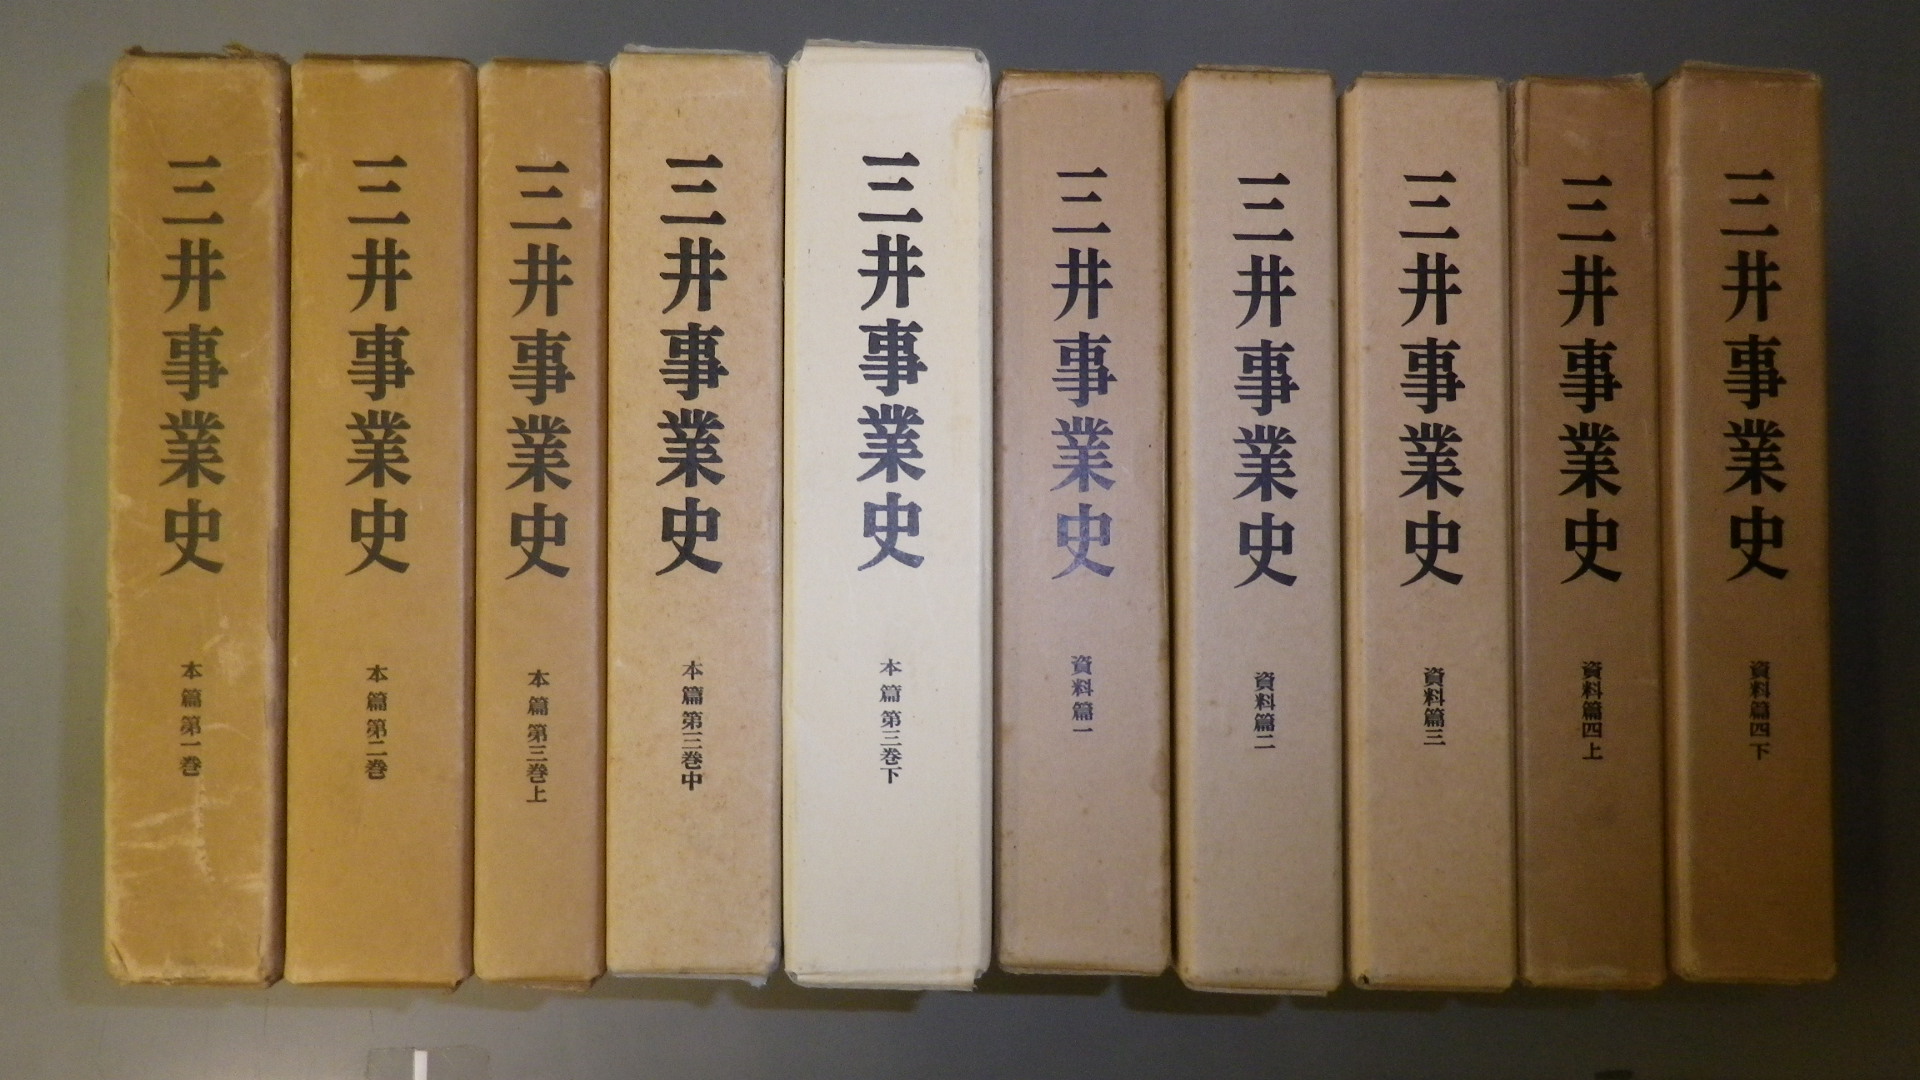 三井事業史
本篇第一巻
三井事業史
本篇第二巻
三井事業史
本篇第三巻上
三井事業史
本篇第三巻中
三井事業史
本篇第三巻下
三井事業史
資料篇一
三井事業史
資料篇二
三井事業史
資料篇三
三井事業史
資料篇四上
三井事業史
資料篇四下